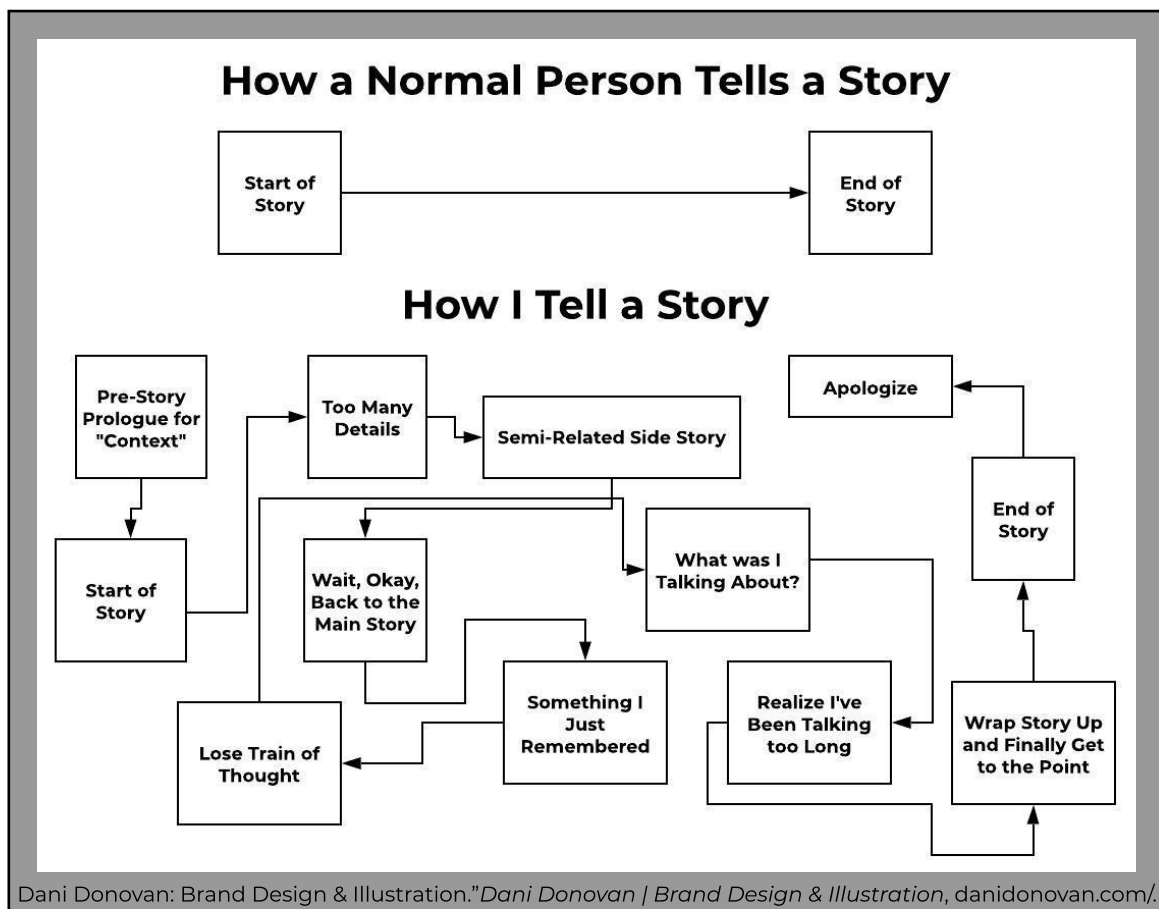 How a Normal Person Tells a Story
Start of
Story
End of
Story
How I Tell a Story
Pre-Story
Prologue for
"Context"
Start of
Story
Too Many
Details
Semi-Related Side Story
Wait, Okay,
Back to the
Main Story
Something I
Just
Remembered
Lose Train of
Thought
What was I
Talking About?
Realize I've
Been Talking
too Long
Wrap Story Up
and Finally Get
to the Point
End of
Story
Apologize
Dani Donovan: Brand Design & Illustration.”Dani Donovan | Brand Design & Illustration, danidonovan.com/.